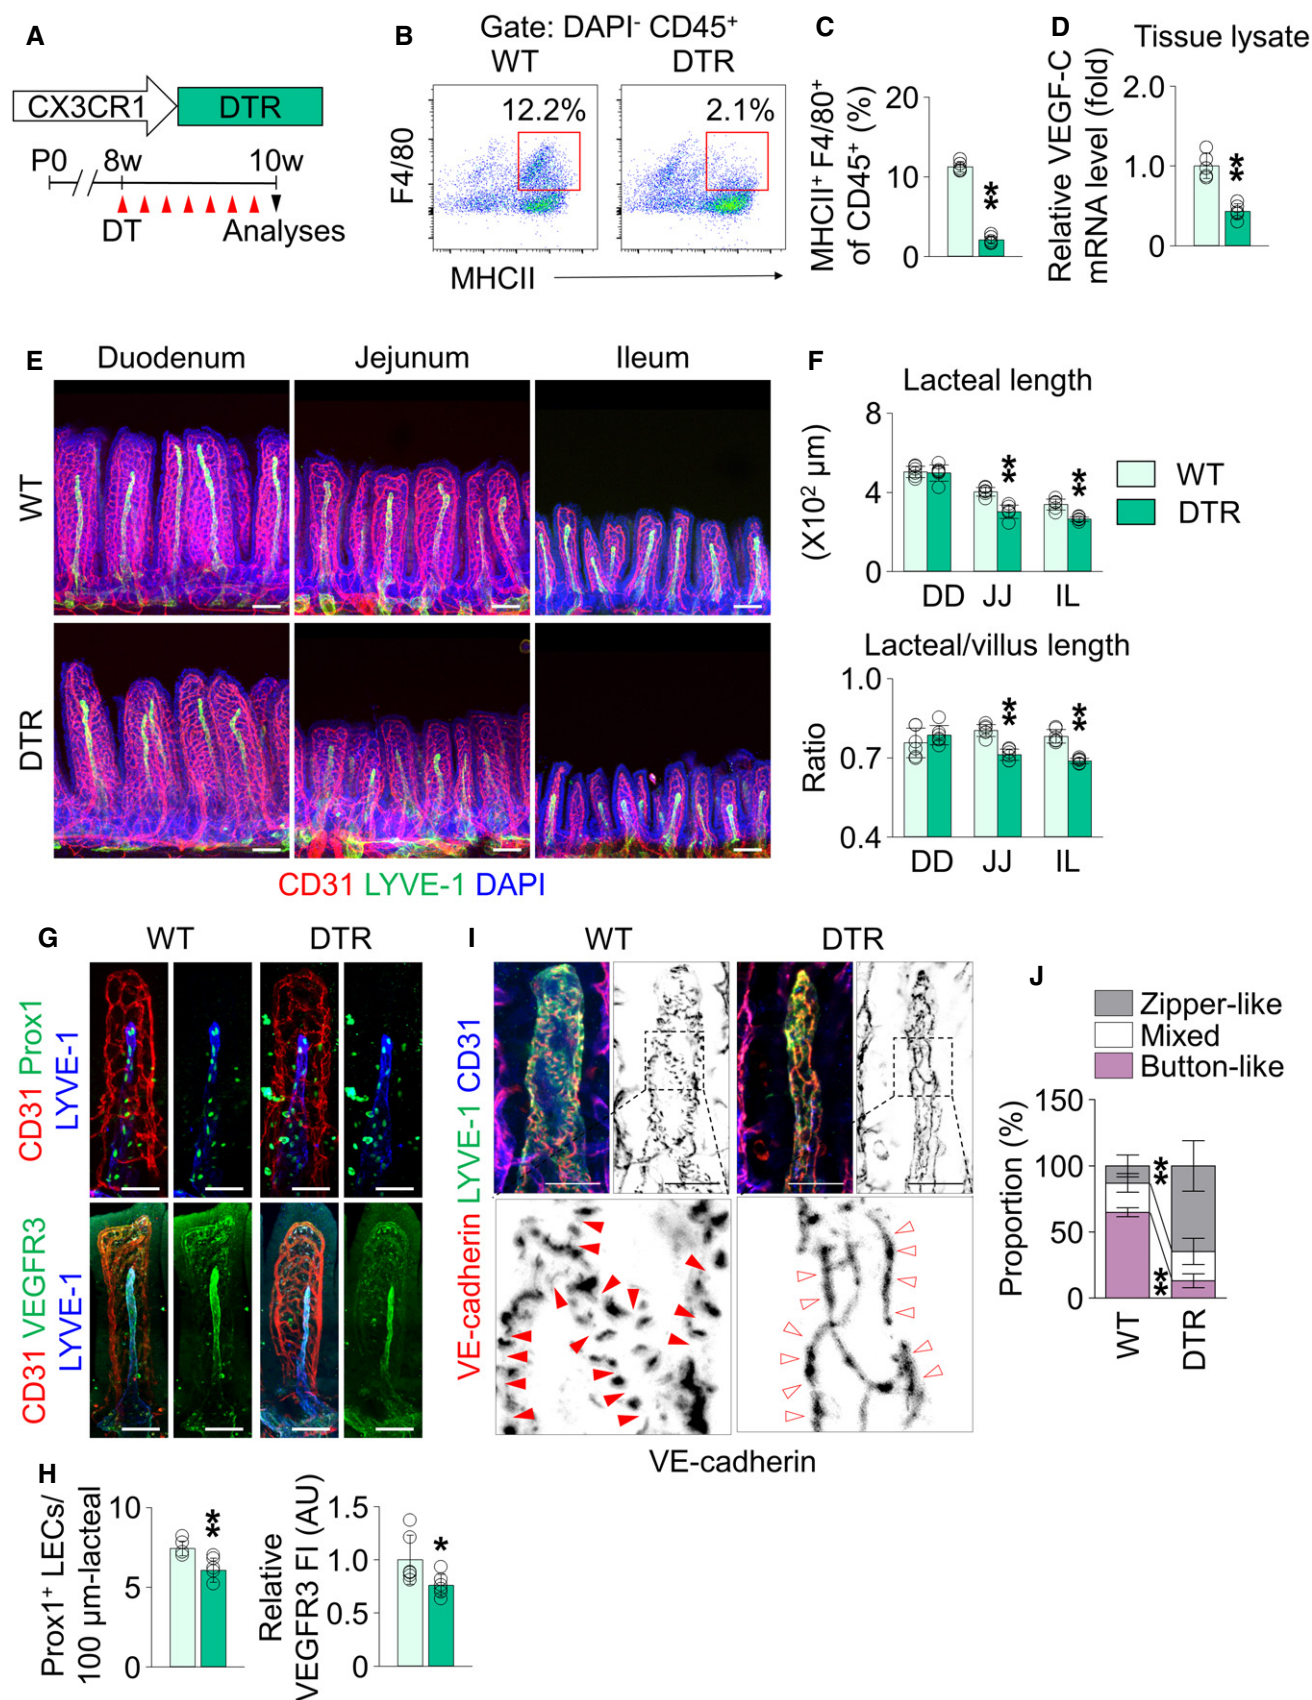 A
CX3CR1 DTR
P0 8w 10w
DT Analyses
B
Gate: DAPI⁻ CD45⁺
WT DTR
12.2% 2.1%
F4/80
MHCII
C
MHCII⁺ F4/80⁺
of CD45⁺ (%)
20
10
0
**
D
Tissue lysate
Relative VEGF-C
mRNA level (fold)
2.0
1.0
0
**
E
Duodenum Jejunum Ileum
WT
DTR
CD31 LYVE-1 DAPI
F
Lacteal length
(X10² µm)
8
4
0
** **
DD JJ IL
WT
DTR
Lacteal/villus length
Ratio
1.0
0.7
0.4
** **
DD JJ IL
G
WT DTR
CD31 Prox1
LYVE-1
CD31 VEGFR3
LYVE-1
H
Prox1⁺ LECs/
100 µm-lacteal
10
5
0
**
Relative
VEGFR3 FI (AU)
1.5
1.0
0.5
0
*
I
WT DTR
VE-cadherin LYVE-1 CD31
VE-cadherin
J
Zipper-like
Mixed
Button-like
Proportion (%)
150
100
50
0
**
**
WT DTR